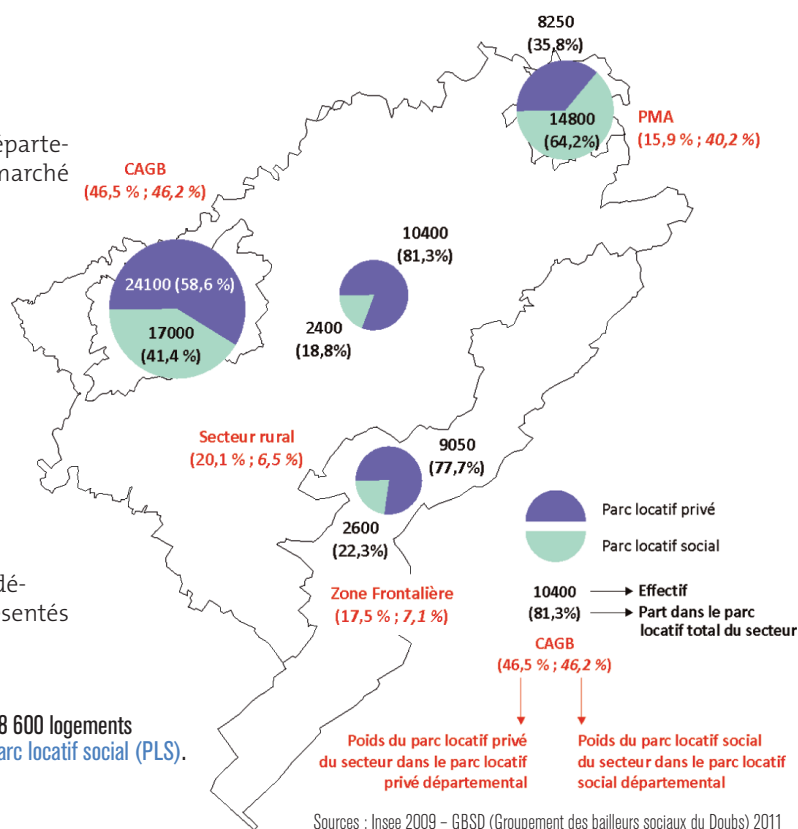 8250
(35,8%)
14800
(64,2%)
PMA
(15,9 % ; 40,2 %)
éparte-
marché
CAGB
(46,5 % ; 46,2 %)
24100 (58,6 %)
17000
(41,4 %)
10400
(81,3%)
2400
(18,8%)
Secteur rural
(20,1 % ; 6,5 %)
9050
(77,7%)
2600
(22,3%)
Zone Frontalière
(17,5 % ; 7,1 %)
Parc locatif privé
Parc locatif social
10400
(81,3%)
Effectif
Part dans le parc
locatif total du secteur
CAGB
(46,5 % ; 46,2 %)
Poids du parc locatif privé
du secteur dans le parc locatif
privé départemental
Poids du parc locatif social
du secteur dans le parc locatif
social départemental
dé-
sentés
8 600 logements
arc locatif social (PLS).
Sources : Insee 2009 – GBSD (Groupement des bailleurs sociaux du Doubs) 2011